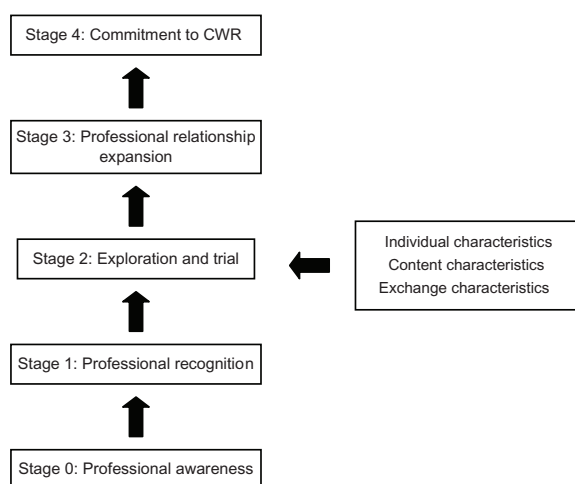 Stage 4: Commitment to CWR
Stage 3: Professional relationship
expansion
Stage 2: Exploration and trial
Individual characteristics
Content characteristics
Exchange characteristics
Stage 1: Professional recognition
Stage 0: Professional awareness